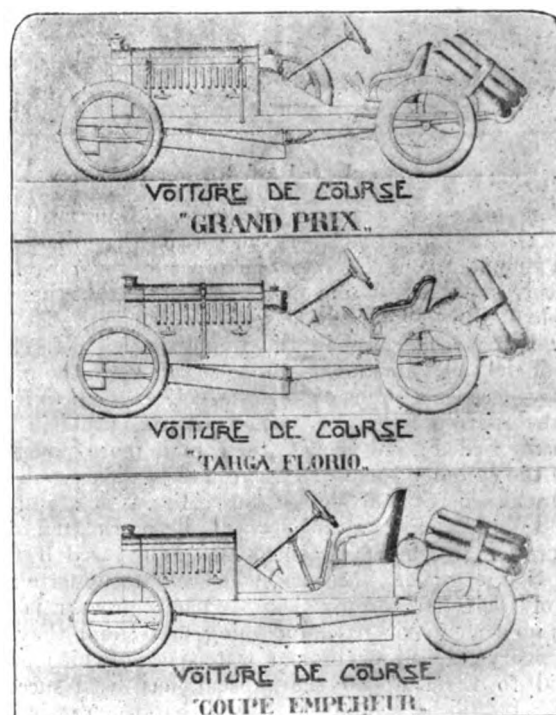 VOITURE DE COURSE
"GRAND PRIX„
VOITURE DE COURSE
"TARGA FLORIO„
VOITURE DE COURSE
"COUPE EMPEREUR„